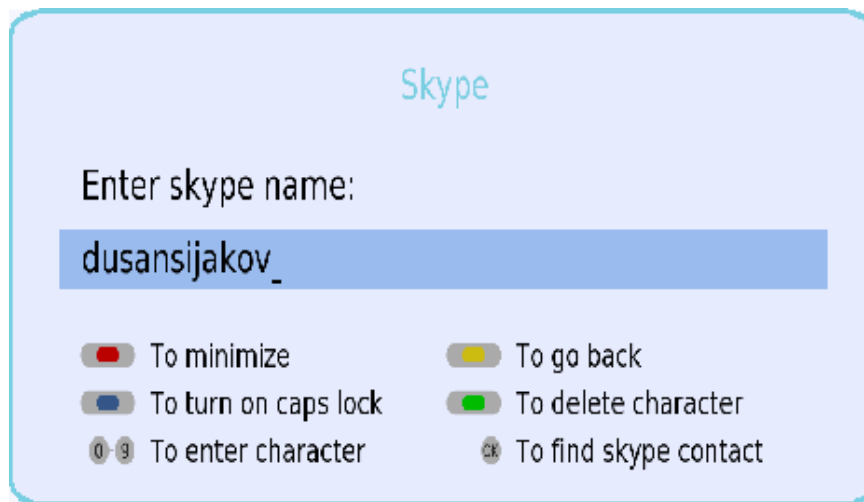 Skype
Enter skype name:
dusansijakov_
To minimize
To go back
To turn on caps lock
To delete character
0-9 To enter character
OK To find skype contact